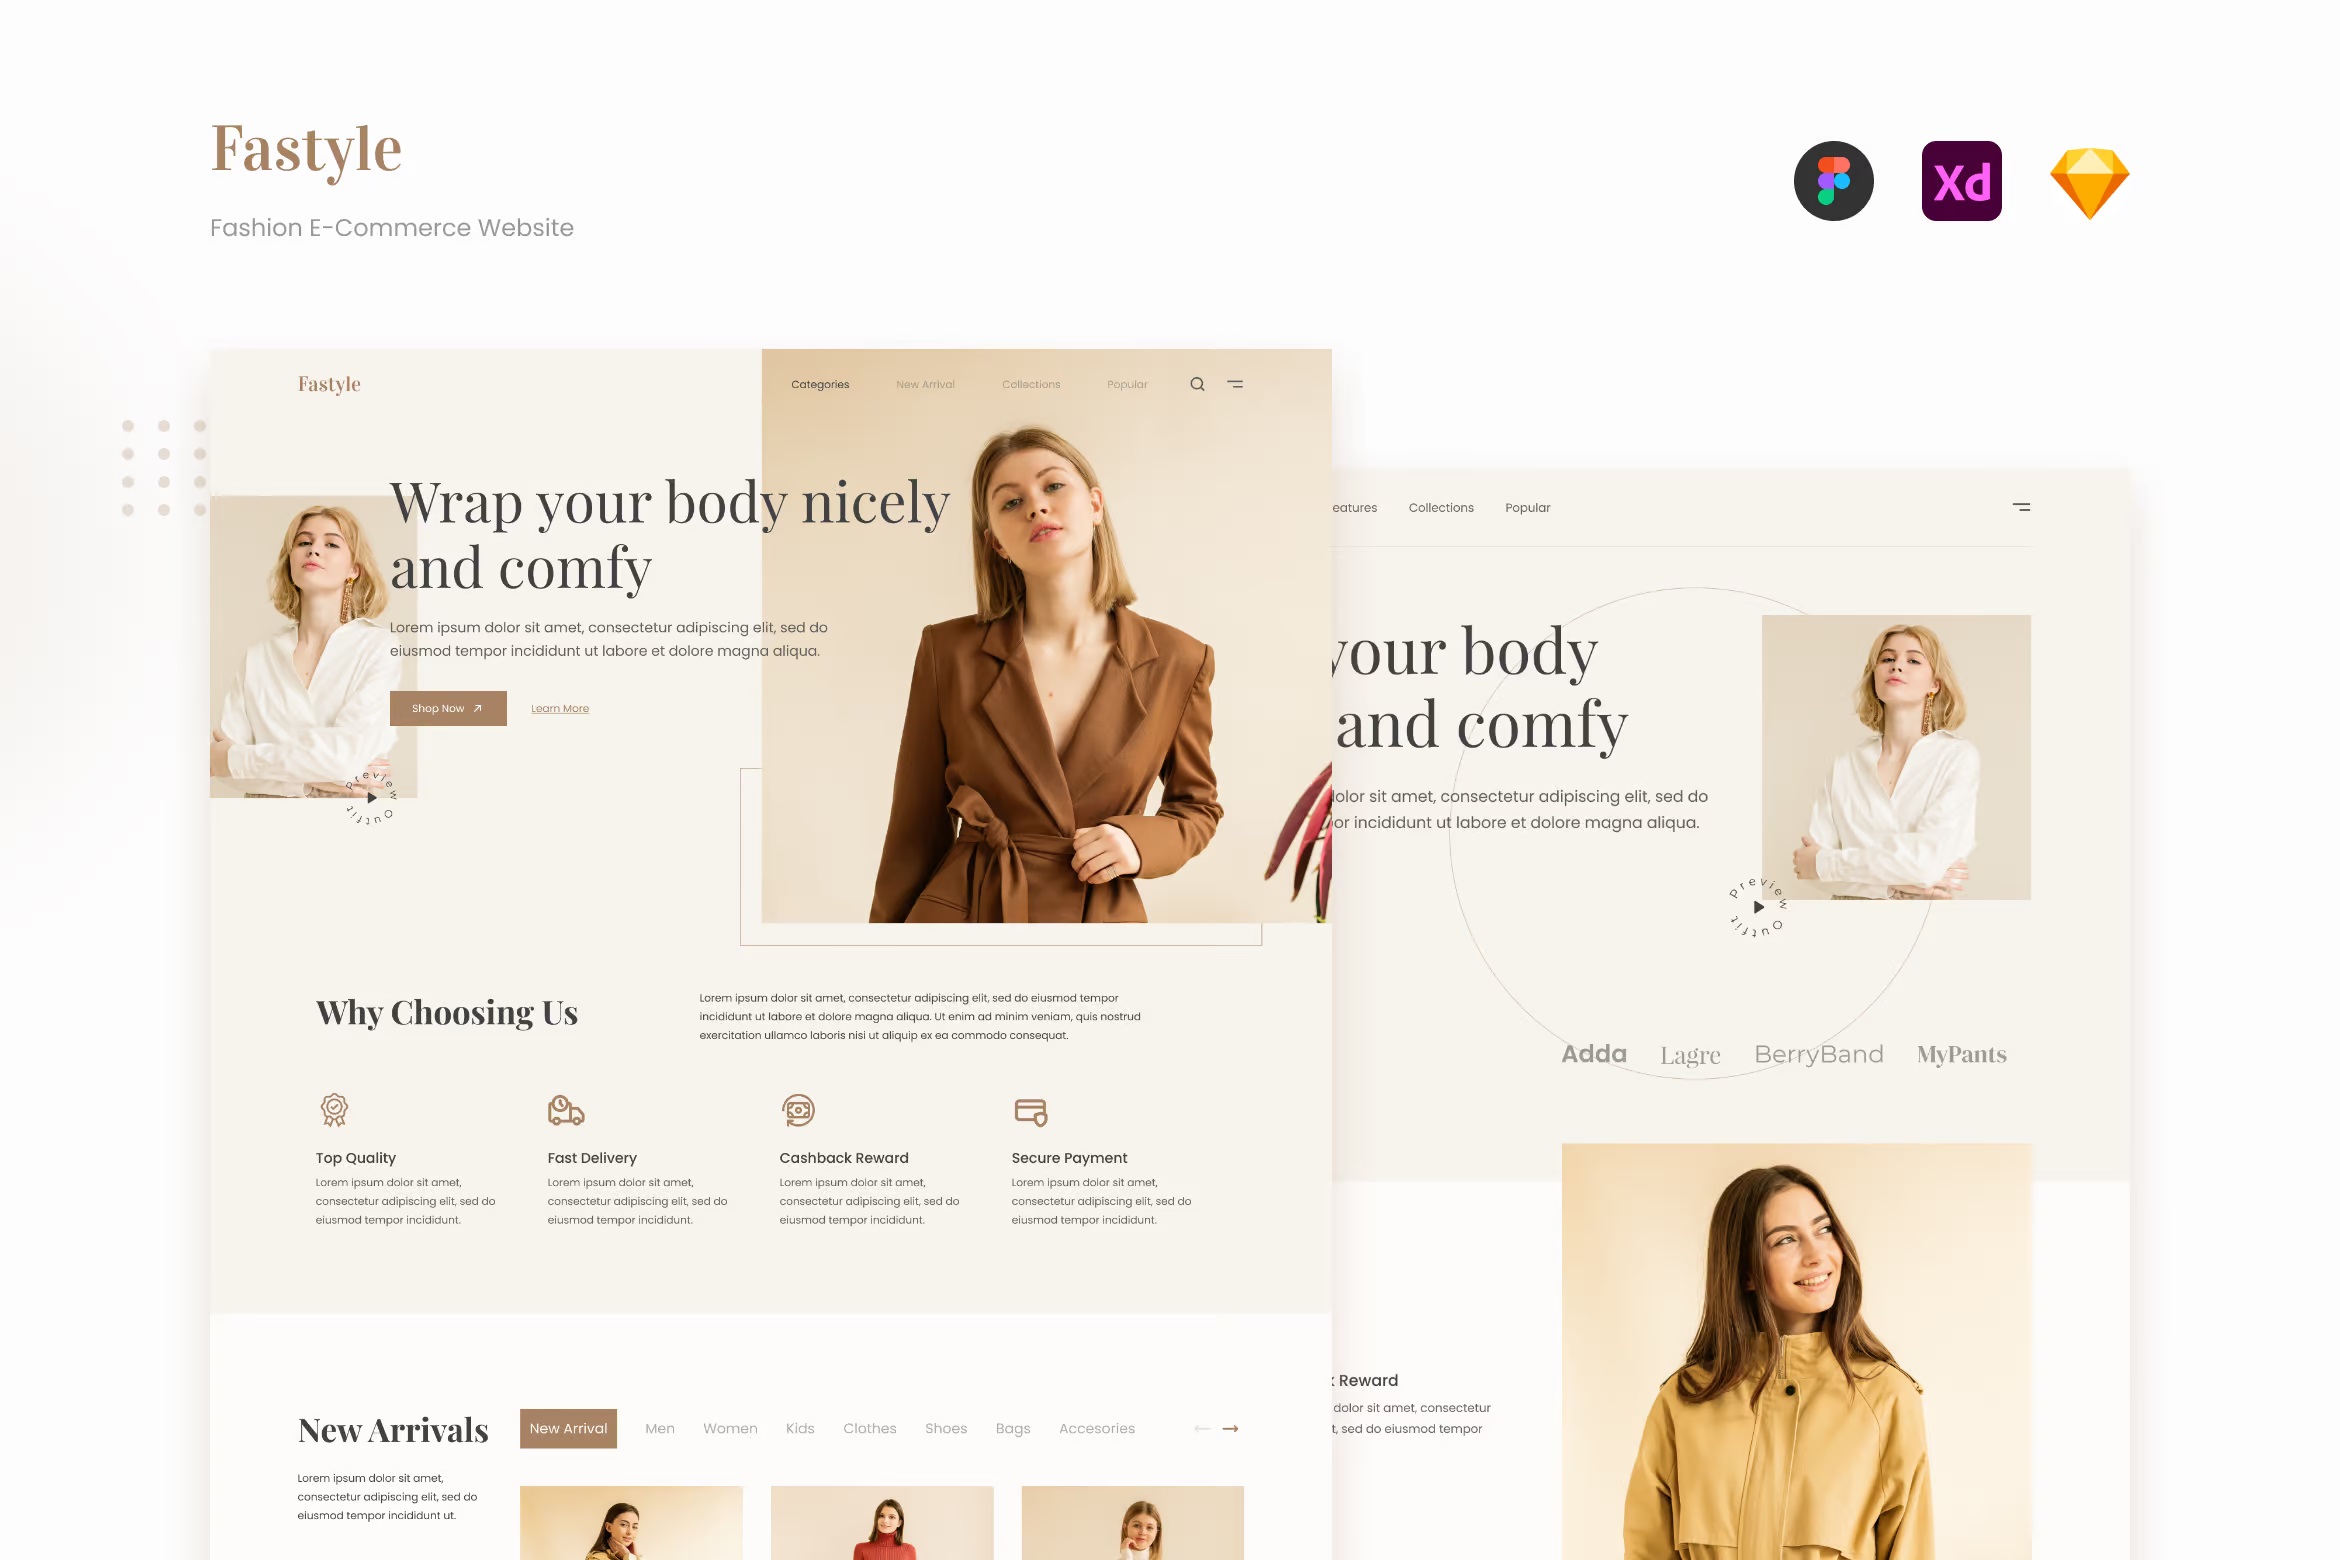 Fastyle
Fashion E-Commerce Website
Xd
Fastyle
Categories
New Arrival
Collections
Popular
Wrap your body nicely
and comfy
Lorem ipsum dolor sit amet, consectetur adipiscing elit, sed do
eiusmod tempor incididunt ut labore et dolore magna aliqua.
Shop Now
Learn More
Preview Outfit
Why Choosing Us
Lorem ipsum dolor sit amet, consectetur adipiscing elit, sed do eiusmod tempor
incididunt ut labore et dolore magna aliqua. Ut enim ad minim veniam, quis nostrud
exercitation ullamco laboris nisi ut aliquip ex ea commodo consequat.
Top Quality
Lorem ipsum dolor sit amet,
consectetur adipiscing elit, sed do
eiusmod tempor incididunt.
Fast Delivery
Lorem ipsum dolor sit amet,
consectetur adipiscing elit, sed do
eiusmod tempor incididunt.
Cashback Reward
Lorem ipsum dolor sit amet,
consectetur adipiscing elit, sed do
eiusmod tempor incididunt.
Secure Payment
Lorem ipsum dolor sit amet,
consectetur adipiscing elit, sed do
eiusmod tempor incididunt.
New Arrivals
Lorem ipsum dolor sit amet,
consectetur adipiscing elit, sed do
eiusmod tempor incididunt ut.
New Arrival
Men
Women
Kids
Clothes
Shoes
Bags
Accesories
eatures
Collections
Popular
your body
and comfy
dolor sit amet, consectetur adipiscing elit, sed do
or incididunt ut labore et dolore magna aliqua.
Preview Outfit
Adda
Lagre
BerryBand
MyPants
k Reward
dolor sit amet, consectetur
t, sed do eiusmod tempor